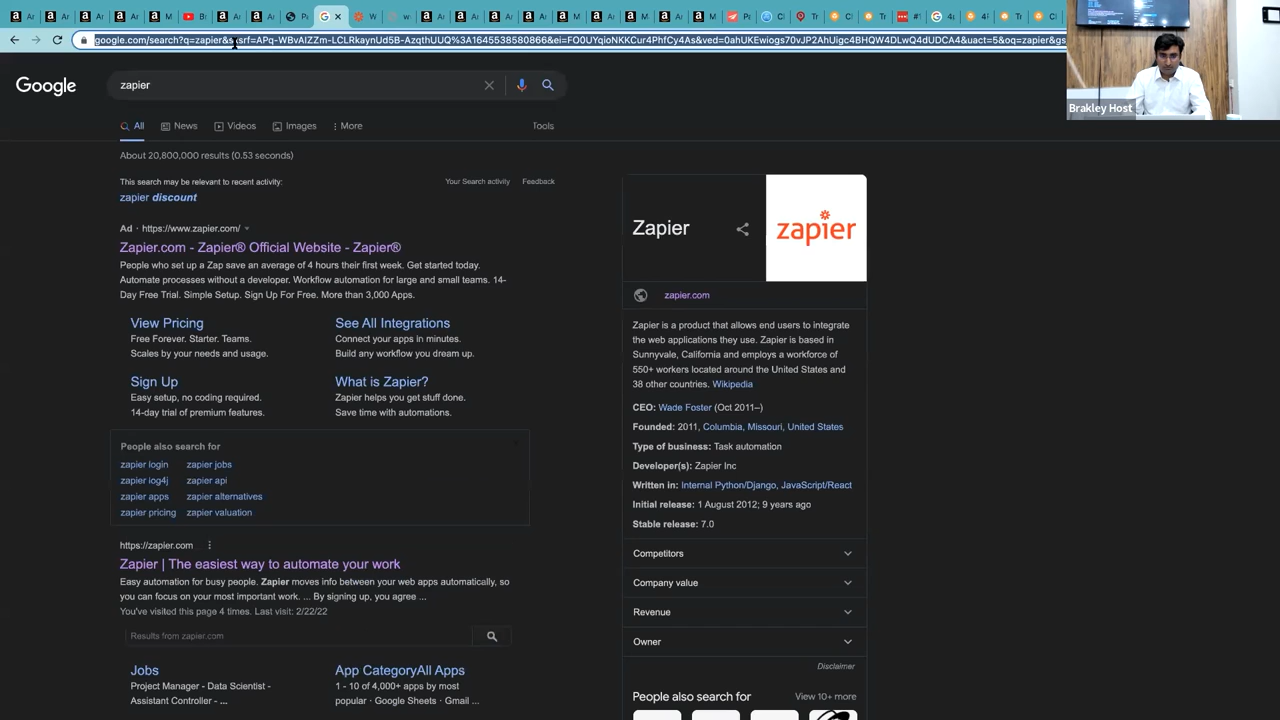 google.com/search?q=zapier&s
srf=APq-WBvAIZZm-LCLRkaynUd5B-AzqthUUQ%3A1645538580866&ei=FO0UYqioNKKCur4PhfCy4As&ved=0ahUKEwiogs70vJP2AhUigc4BHQW4DLwQ4dUDCA4&uact=5&oq=zapier&gs
Brakley Host
Google
zapier
All
News
Videos
Images
More
Tools
About 20,800,000 results (0.53 seconds)
This search may be relevant to recent activity:
Your Search activity
Feedback
zapier discount
Ad · https://www.zapier.com/
Zapier.com - Zapier® Official Website - Zapier®
People who set up a Zap save an average of 4 hours their first week. Get started today.
Automate processes without a developer. Workflow automation for large and small teams. 14-
Day Free Trial. Simple Setup. Sign Up For Free. More than 3,000 Apps.
View Pricing
Free Forever. Starter. Teams.
Scales by your needs and usage.
See All Integrations
Connect your apps in minutes.
Build any workflow you dream up.
Sign Up
Easy setup, no coding required.
14-day trial of premium features.
What is Zapier?
Zapier helps you get stuff done.
Save time with automations.
People also search for
zapier login
zapier jobs
zapier log4j
zapier api
zapier apps
zapier alternatives
zapier pricing
zapier valuation
https://zapier.com
Zapier | The easiest way to automate your work
Easy automation for busy people. Zapier moves info between your web apps automatically, so
you can focus on your most important work. ... By signing up, you agree ...
You've visited this page 4 times. Last visit: 2/22/22
Results from zapier.com
Jobs
Project Manager - Data Scientist -
Assistant Controller - ...
App CategoryAll Apps
1 - 10 of 4,000+ apps by most
popular · Google Sheets · Gmail ...
Zapier
zapier
zapier.com
Zapier is a product that allows end users to integrate
the web applications they use. Zapier is based in
Sunnyvale, California and employs a workforce of
550+ workers located around the United States and
38 other countries. Wikipedia
CEO: Wade Foster (Oct 2011–)
Founded: 2011, Columbia, Missouri, United States
Type of business: Task automation
Developer(s): Zapier Inc
Written in: Internal Python/Django, JavaScript/React
Initial release: 1 August 2012; 9 years ago
Stable release: 7.0
Competitors
Company value
Revenue
Owner
Disclaimer
People also search for
View 10+ more